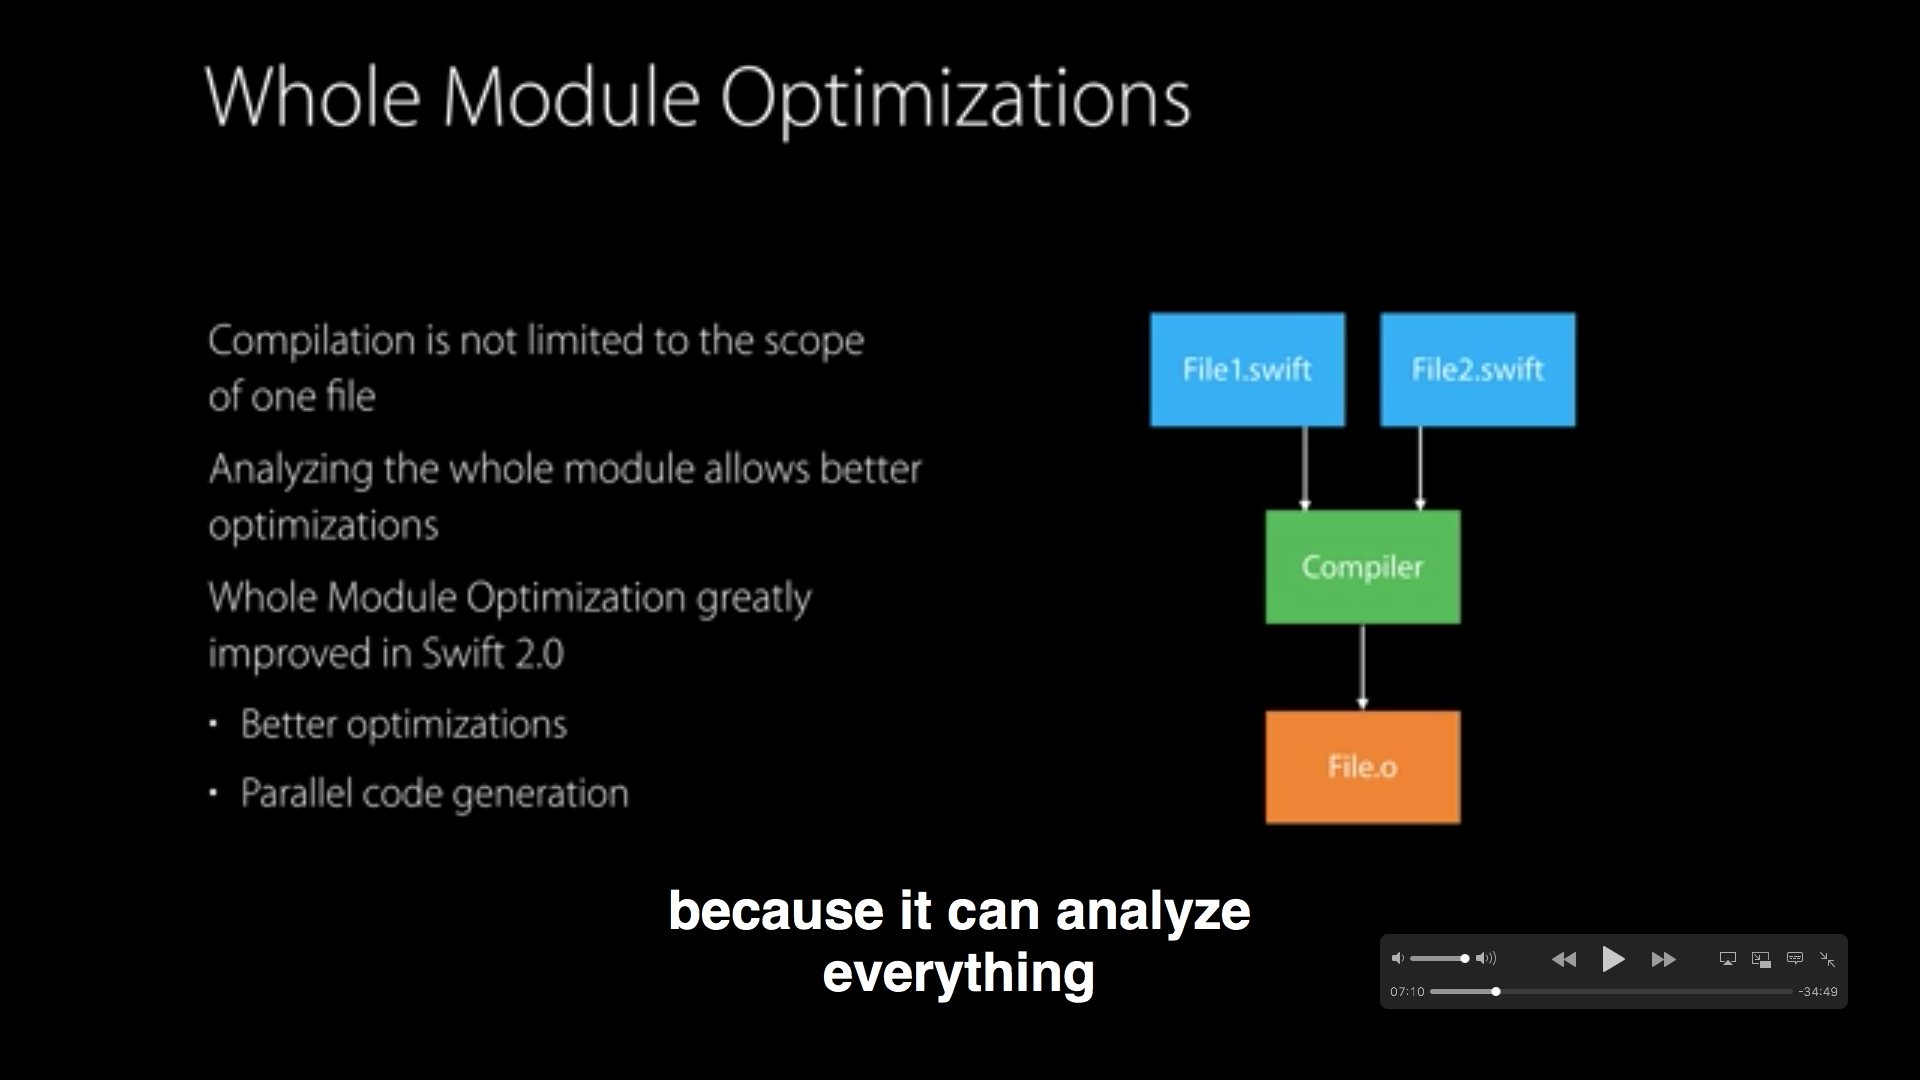 Whole Module Optimizations
Compilation is not limited to the scope
of one file
Analyzing the whole module allows better
optimizations
Whole Module Optimization greatly
improved in Swift 2.0
· Better optimizations
· Parallel code generation
File1.swift
File2.swift
Compiler
File.o
because it can analyze
everything
07:10
-34:49